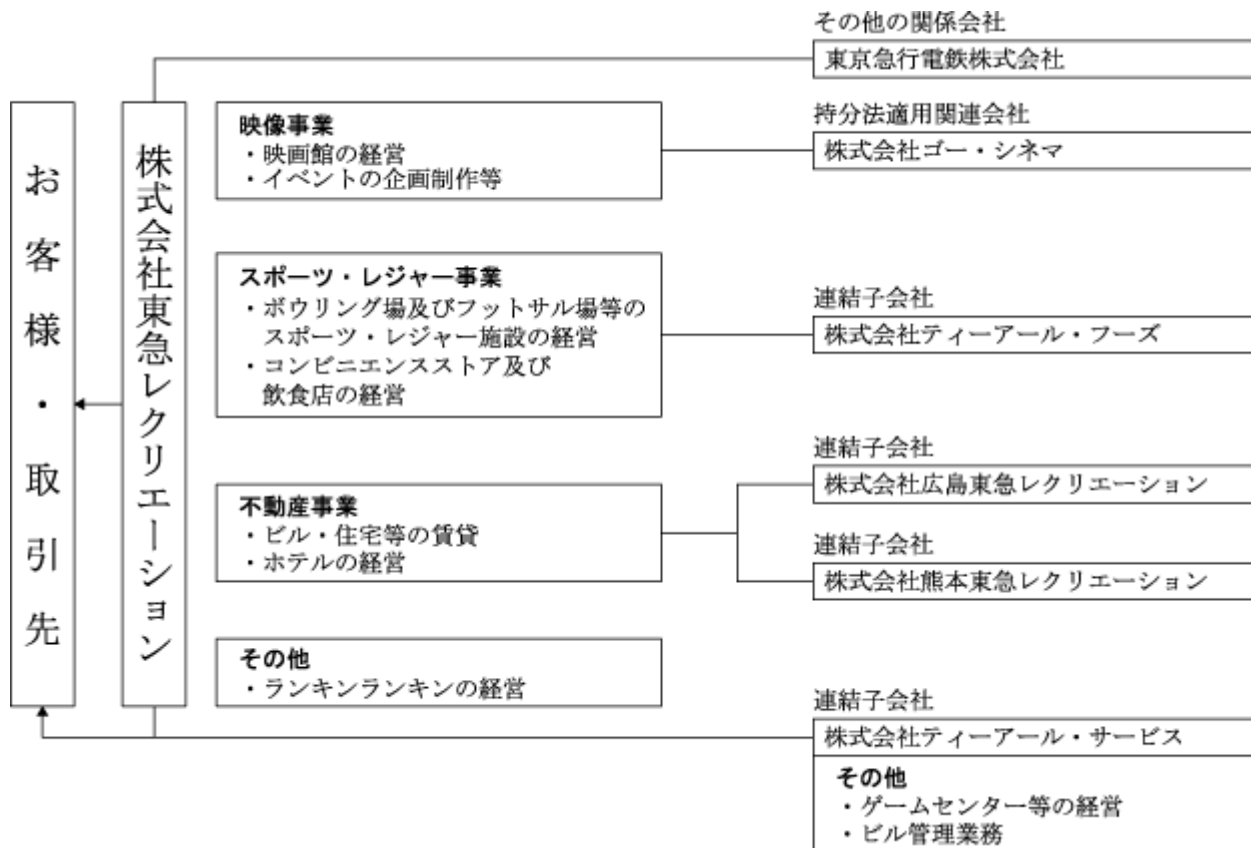 お客様・取引先
株式会社東急レクリエーション
その他の関係会社
東京急行電鉄株式会社
映像事業
・映画館の経営
・イベントの企画制作等
持分法適用関連会社
株式会社ゴー・シネマ
スポーツ・レジャー事業
・ボウリング場及びフットサル場等の
スポーツ・レジャー施設の経営
・コンビニエンスストア及び
飲食店の経営
連結子会社
株式会社ティーアール・フーズ
不動産事業
・ビル・住宅等の賃貸
・ホテルの経営
連結子会社
株式会社広島東急レクリエーション
連結子会社
株式会社熊本東急レクリエーション
その他
・ランキンランキンの経営
連結子会社
株式会社ティーアール・サービス
その他
・ゲームセンター等の経営
・ビル管理業務